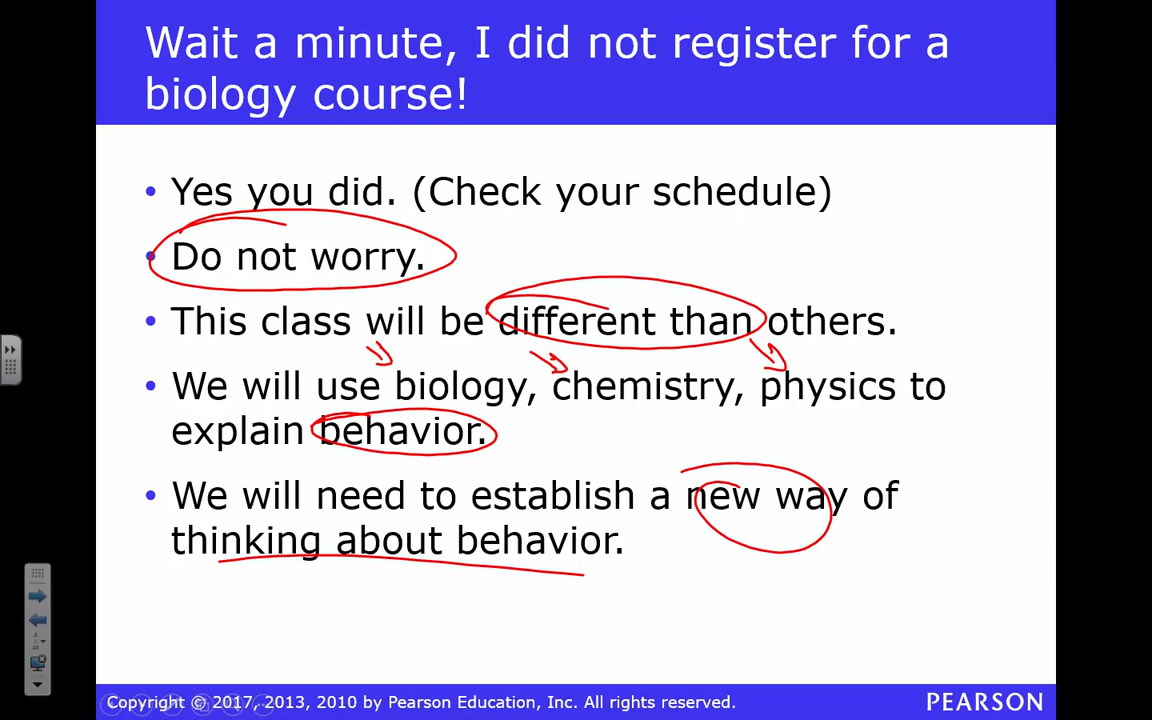 Wait a minute, I did not register for a
biology course!
• Yes you did. (Check your schedule)
• Do not worry.
• This class will be different than others.
• We will use biology, chemistry, physics to
explain behavior.
• We will need to establish a new way of
thinking about behavior.
Copyright © 2017, 2013, 2010 by Pearson Education, Inc. All rights reserved.
PEARSON